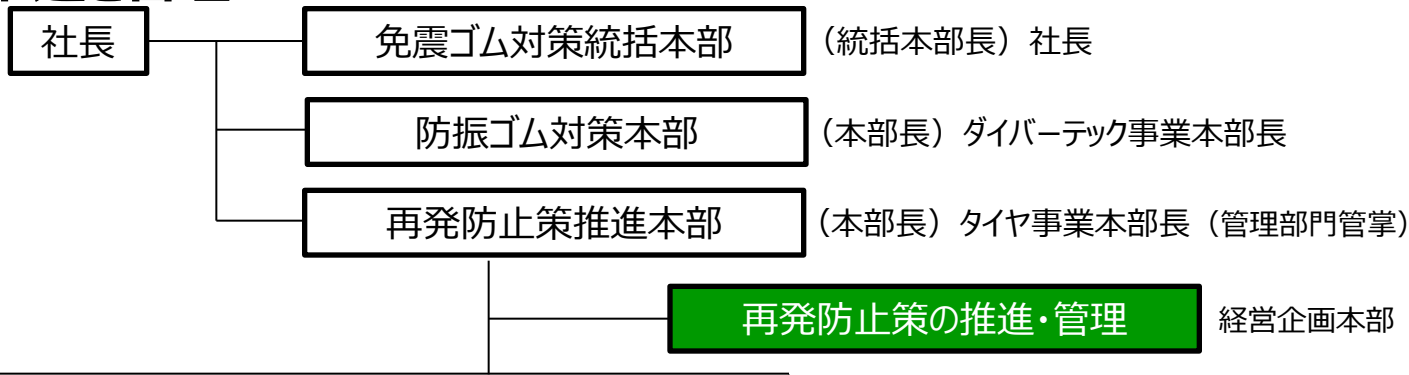 社長
免震ゴム対策統括本部 （統括本部長）社長
防振ゴム対策本部 （本部長）ダイバーテック事業本部長
再発防止策推進本部 （本部長）タイヤ事業本部長（管理部門管掌）
再発防止策の推進・管理 経営企画本部